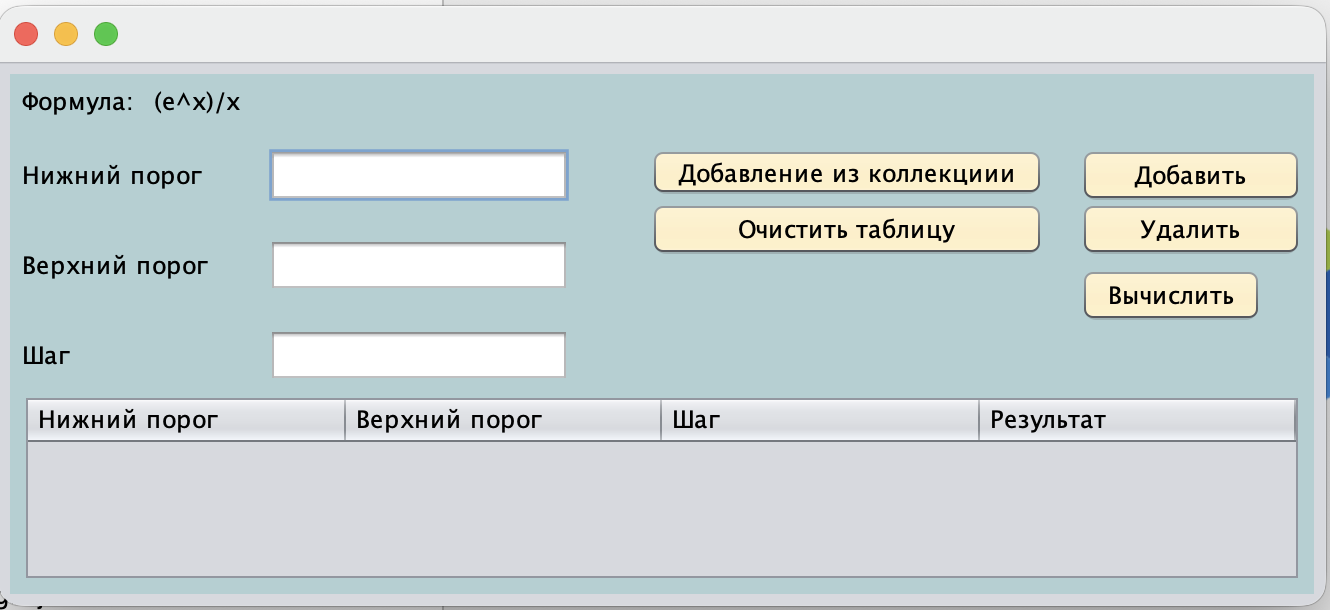 Формула: (e^x)/x
Нижний порог
Добавление из коллекциии
Добавить
Очистить таблицу
Удалить
Верхний порог
Вычислить
Шаг
Нижний порог Верхний порог Шаг Результат